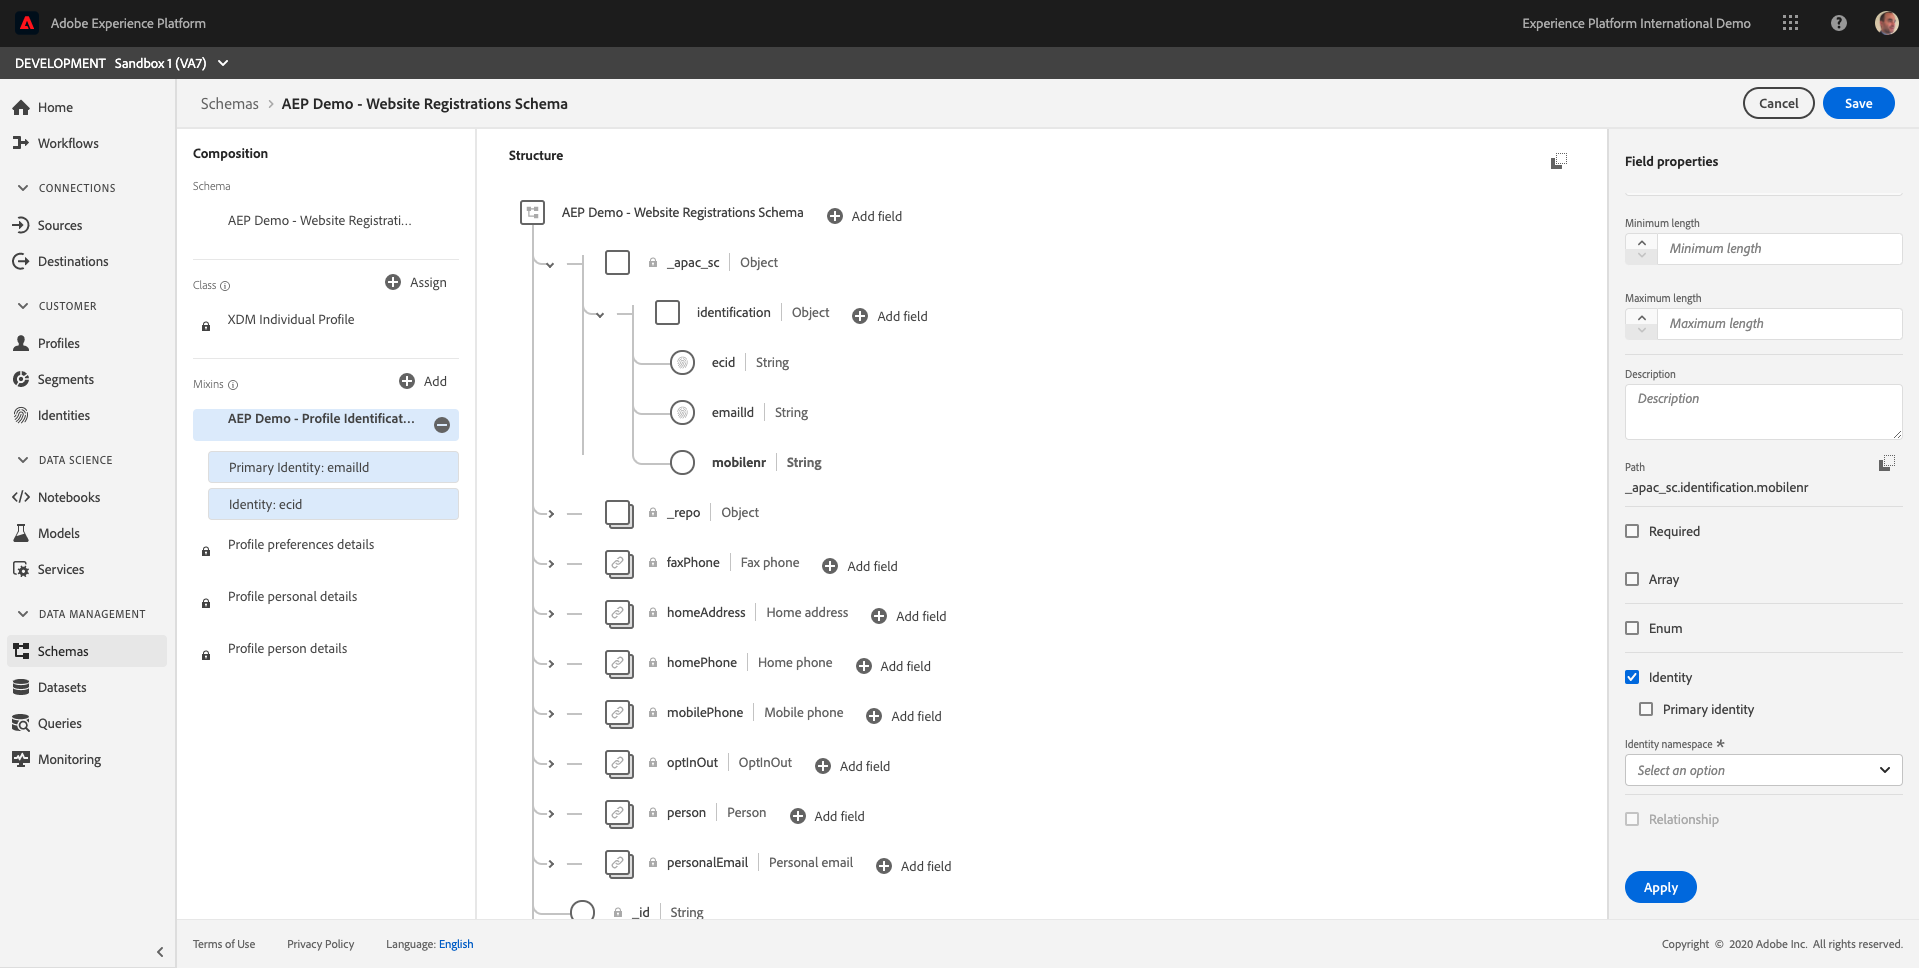 Adobe Experience Platform
Experience Platform International Demo
DEVELOPMENT Sandbox 1 (VA7)
Home
Workflows
CONNECTIONS
Sources
Destinations
CUSTOMER
Profiles
Segments
Identities
DATA SCIENCE
Notebooks
Models
Services
DATA MANAGEMENT
Schemas
Datasets
Queries
Monitoring
Schemas > AEP Demo - Website Registrations Schema
Cancel
Save
Composition
Schema
AEP Demo - Website Registrati...
Class
Assign
XDM Individual Profile
Mixins
Add
AEP Demo - Profile Identificat...
Primary Identity: emailId
Identity: ecid
Profile preferences details
Profile personal details
Profile person details
Structure
AEP Demo - Website Registrations Schema Add field
_apac_sc Object
identification Object Add field
ecid String
emailId String
mobilenr String
_repo Object
faxPhone Fax phone Add field
homeAddress Home address Add field
homePhone Home phone Add field
mobilePhone Mobile phone Add field
optInOut OptInOut Add field
person Person Add field
personalEmail Personal email Add field
_id String
Field properties
Minimum length
Minimum length
Maximum length
Maximum length
Description
Description
Path
_apac_sc.identification.mobilenr
Required
Array
Enum
Identity
Primary identity
Identity namespace *
Select an option
Relationship
Apply
Terms of Use Privacy Policy Language: English
Copyright © 2020 Adobe Inc. All rights reserved.